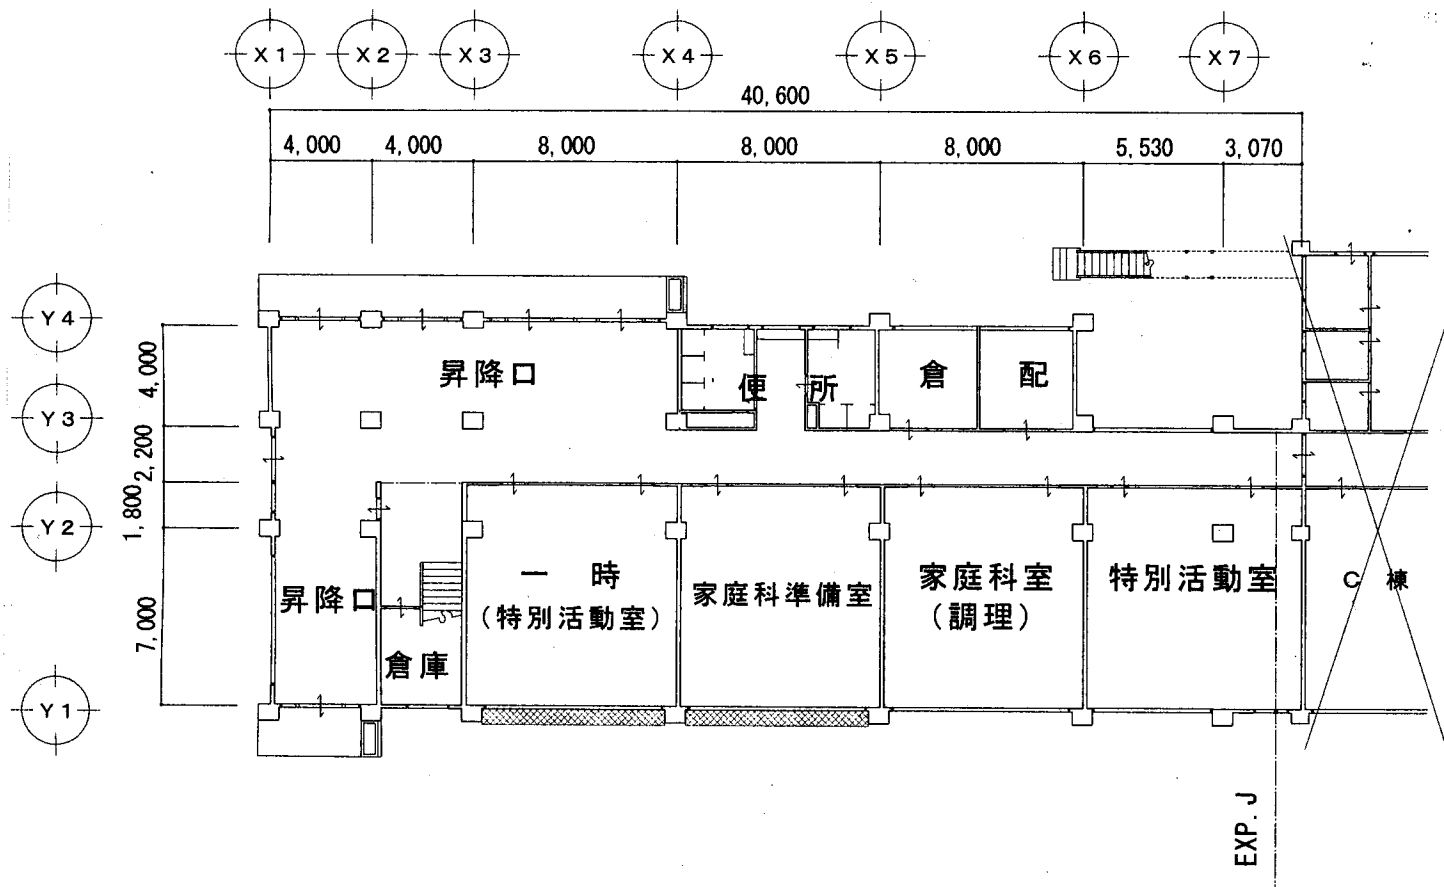 X1 X2 X3 X4 X5 X6 X7
40,600
4,000 4,000 8,000 8,000 8,000 5,530 3,070
Y4
Y3
Y2
Y1
4,000
2,200
1,800
7,000
昇降口
便所
倉
配
昇降口
倉庫
一時
(特別活動室)
家庭科準備室
家庭科室
(調理)
特別活動室
C棟
EXP.J